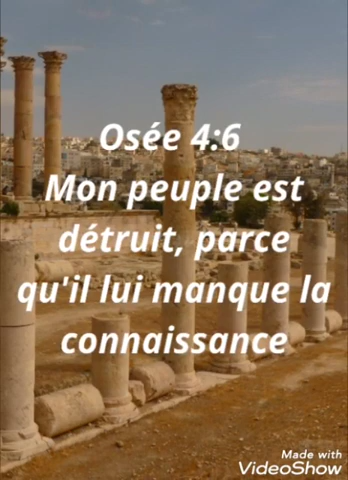 Osée 4:6
Mon peuple est
détruit, parce
qu'il lui manque la
connaissance
Made with
VideoShow